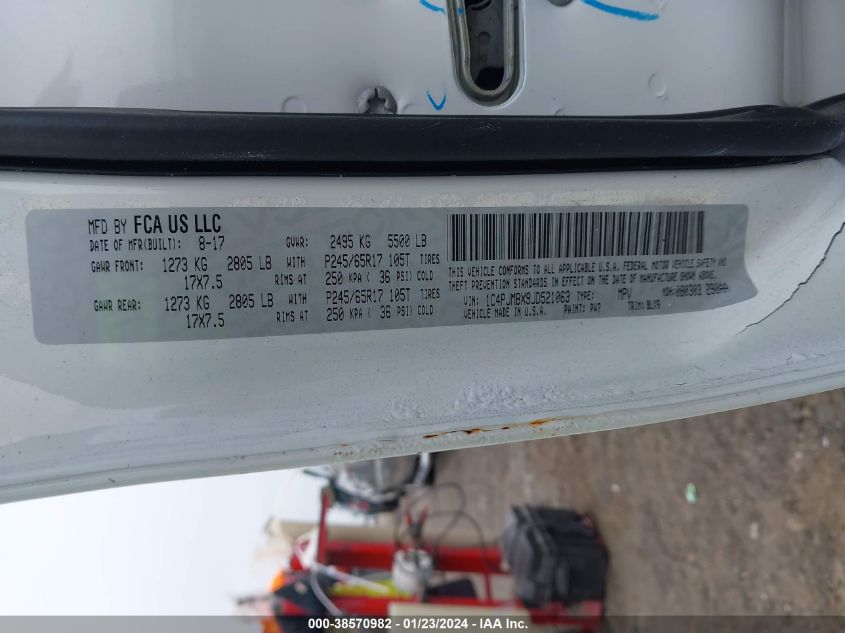 MFD BY FCA US LLC
DATE OF MFR(BUILT): 8-17 GVWR: 2495 KG 5500 LB
GAWR FRONT: 1273 KG 2805 LB WITH P245/65R17 105T TIRES
17X7.5 RIMS AT 250 KPA ( 36 PSI) COLD
GAWR REAR: 1273 KG 2805 LB WITH P245/65R17 105T TIRES
17X7.5 RIMS AT 250 KPA ( 36 PSI) COLD
THIS VEHICLE CONFORMS TO ALL APPLICABLE U.S.A. FEDERAL MOTOR VEHICLE SAFETY AND
THEFT PREVENTION STANDARDS IN EFFECT ON THE DATE OF MANUFACTURE SHOWN ABOVE.
VIN: 1C4PJMBX9JD521063 TYPE: MPV MDH: 080303
VEHICLE MADE IN U.S.A. PAINT: PW7 TRIM: BLX9
000-38570982 | 01/23/2024 | IAA Inc.